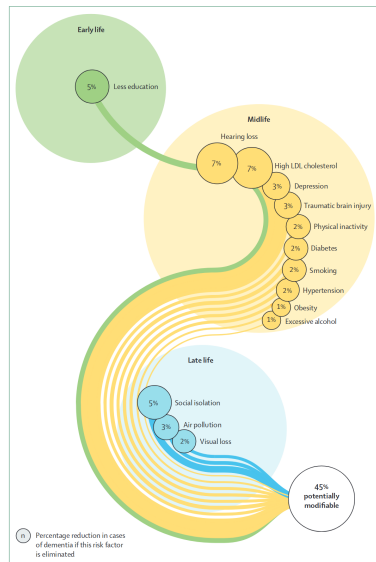 Early life
5%
Less education
Midlife
Hearing loss
7%
7%
High LDL cholesterol
3%
Depression
3%
Traumatic brain injury
2%
Physical inactivity
2%
Diabetes
2%
Smoking
2%
Hypertension
1%
Obesity
1%
Excessive alcohol
Late life
5%
Social isolation
3%
Air pollution
2%
Visual loss
45%
potentially
modifiable
n
Percentage reduction in cases
of dementia if this risk factor
is eliminated